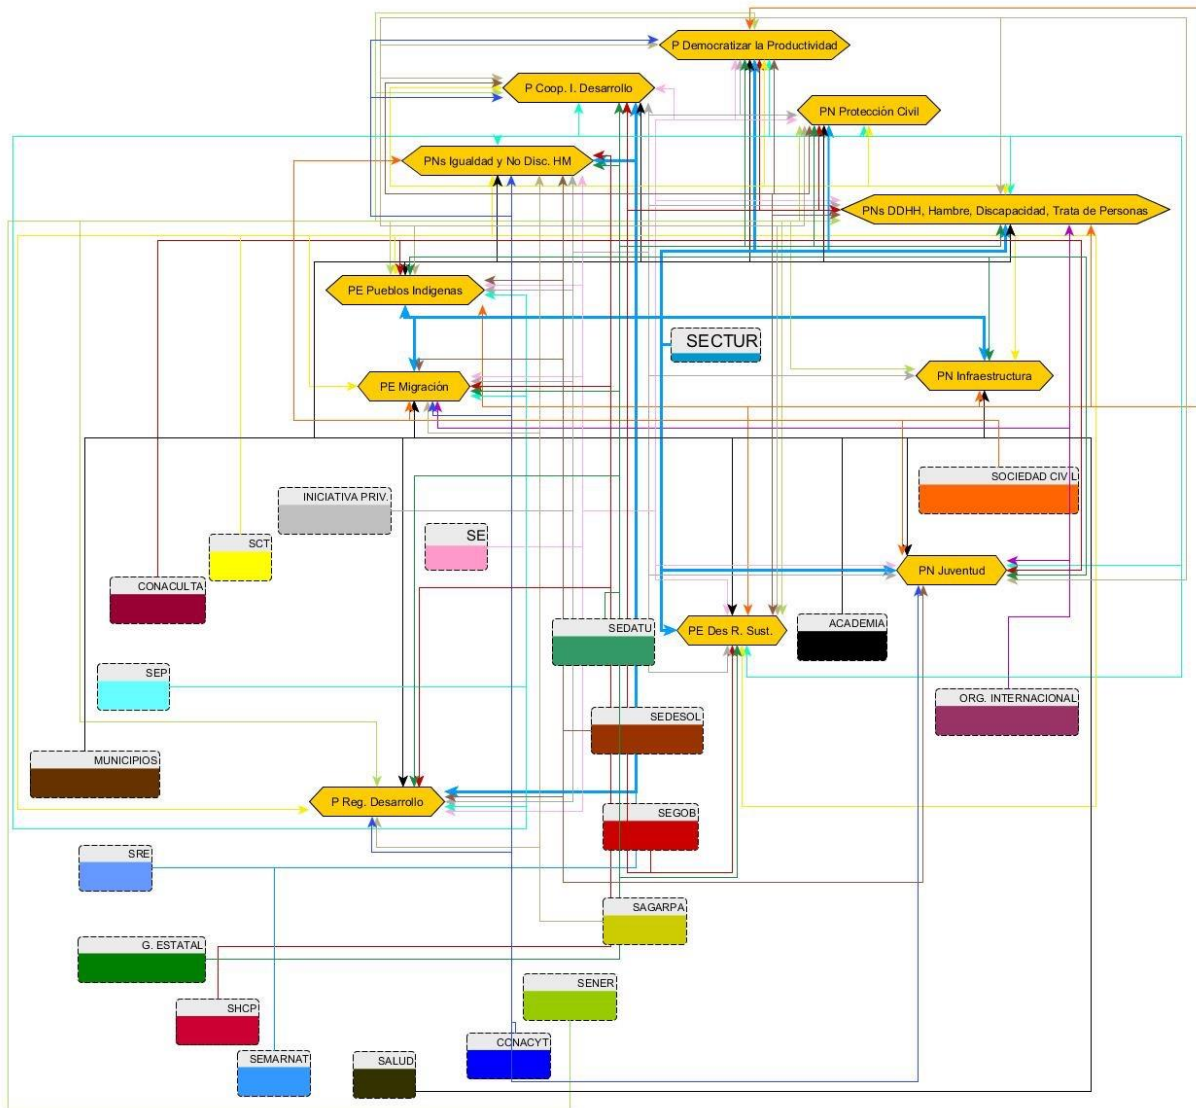 P Democratizar la Productividad
P Coop. I. Desarrollo
PN Protección Civil
PNs Igualdad y No Disc. HM
PNs DDHH, Hambre, Discapacidad, Trata de Personas
PE Pueblos Indígenas
SECTUR
PE Migración
PN Infraestructura
SOCIEDAD CIVIL
INICIATIVA PRIV.
SE
SCT
CONACULTA
PN Juventud
SEDATU
PE Des R. Sust.
ACADEMIA
SEP
ORG. INTERNACIONAL
SEDESOL
MUNICIPIOS
P Reg. Desarrollo
SEGOB
SRE
SAGARPA
G. ESTATAL
SENER
SHCP
CONACYT
SEMARNAT
SALUD